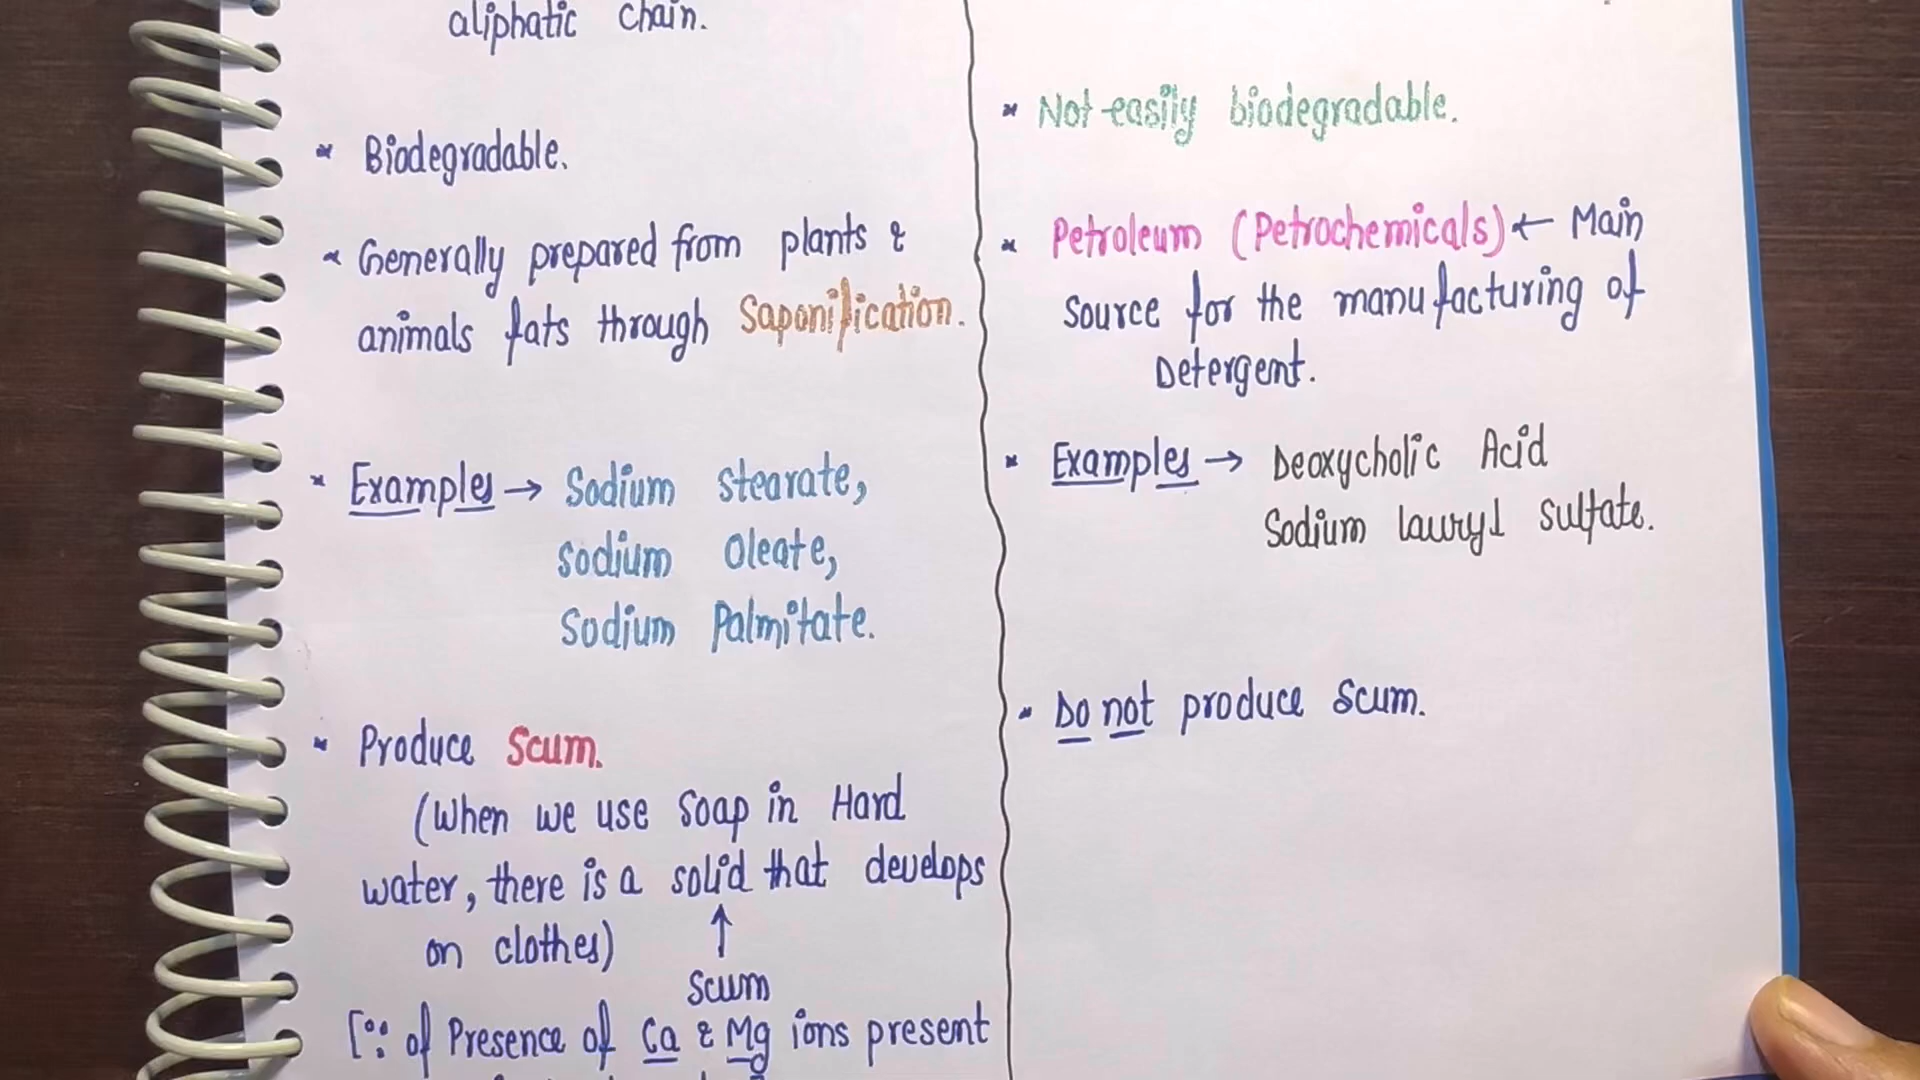 aliphatic chain.
* Biodegradable.
* Generally prepared from plants &
animals fats through Saponification.
* Examples → Sodium stearate,
Sodium Oleate,
Sodium Palmitate.
* Produce Scum.
(When we use Soap in Hard
water, there is a solid that develops
on clothes) ↑
Scum
[∵ of Presence of Ca & Mg ions present
* Not easily biodegradable.
* Petroleum (Petrochemicals) ← Main
Source for the manufacturing of
Detergent.
* Examples → Deoxycholic Acid
Sodium lauryl sulfate.
* Do not produce Scum.